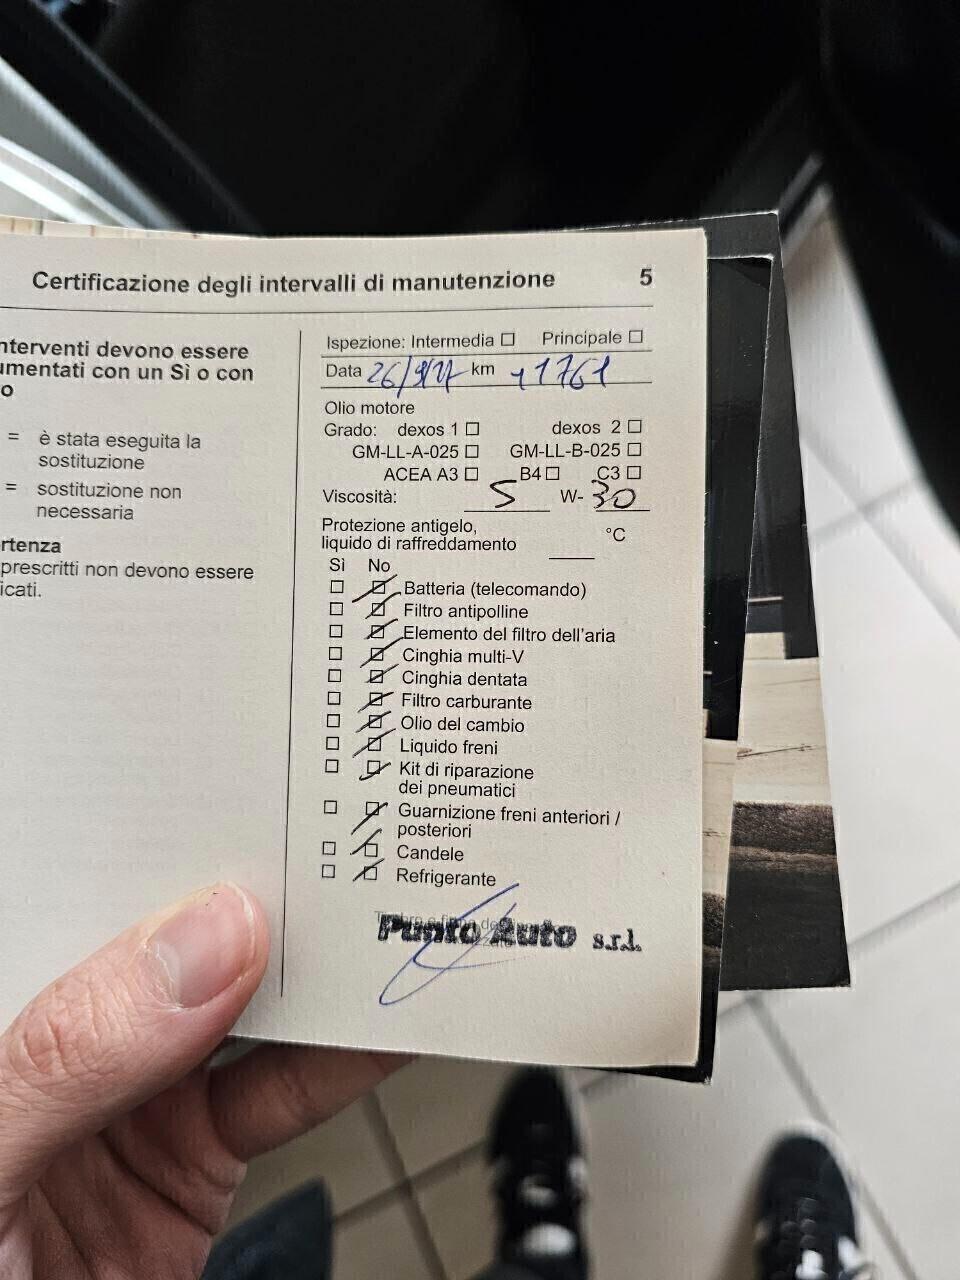 Certificazione degli intervalli di manutenzione 5
nterventi devono essere
umentati con un Sì o con
o
= è stata eseguita la
sostituzione
= sostituzione non
necessaria
rtenza
prescritti non devono essere
icati.
Ispezione: Intermedia ☐ Principale ☐
Data km 11761
Olio motore
Grado: dexos 1 ☐ dexos 2 ☐
GM-LL-A-025 ☐ GM-LL-B-025 ☐
ACEA A3 ☐ B4 ☐ C3 ☐
Viscosità: 5 W- 30
Protezione antigelo,
liquido di raffreddamento ____ °C
Sì No
Batteria (telecomando)
Filtro antipolline
Elemento del filtro dell'aria
Cinghia multi-V
Cinghia dentata
Filtro carburante
Olio del cambio
Liquido freni
Kit di riparazione
dei pneumatici
Guarnizione freni anteriori /
posteriori
Candele
Refrigerante
Punto Auto s.r.l.